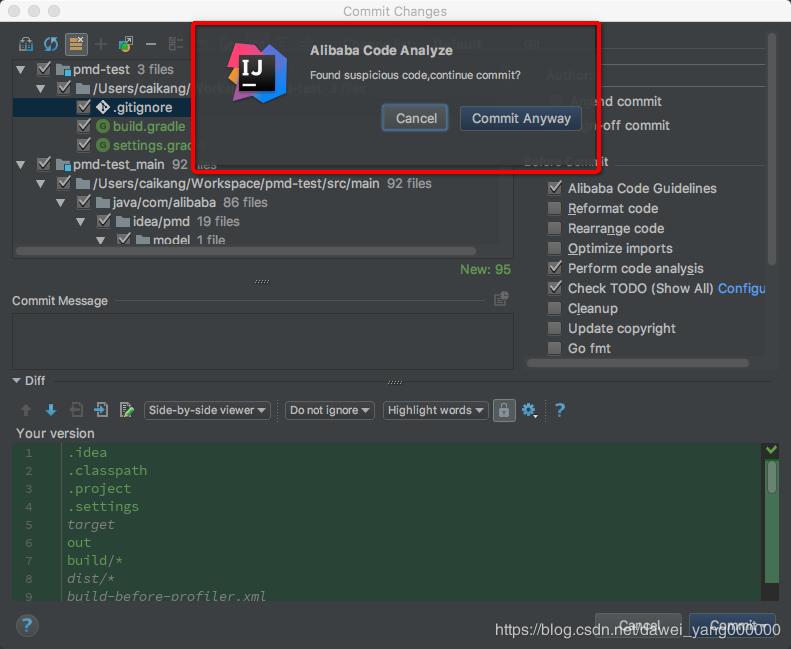 Commit Changes
pmd-test 3 files
/Users/caikang/
.gitignore
build.gradle
settings.grad
pmd-test_main 92 files
/Users/caikang/Workspace/pmd-test/src/main 92 files
java/com/alibaba 86 files
idea/pmd 19 files
model 1 file
New: 95
Alibaba Code Analyze
Found suspicious code,continue commit?
Cancel
Commit Anyway
Author:
Amend commit
Sign-off commit
Before Commit
Alibaba Code Guidelines
Reformat code
Rearrange code
Optimize imports
Perform code analysis
Check TODO (Show All) Configu
Cleanup
Update copyright
Go fmt
Commit Message
Diff
Side-by-side viewer
Do not ignore
Highlight words
?
Your version
1 .idea
2 .classpath
3 .project
4 .settings
5 target
6 out
7 build/*
8 dist/*
9 build-before-profiler.xml
?
Cancel
Commit
https://blog.csdn.net/dawei_yang000000